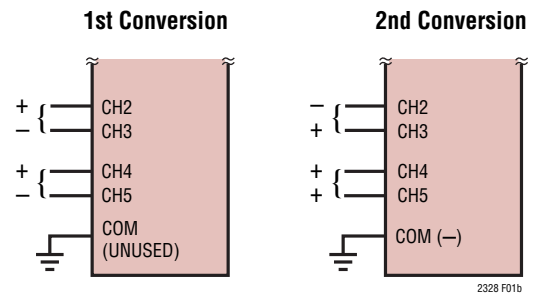 1st Conversion
+
–
{
CH2
CH3
+
–
{
CH4
CH5
COM
(UNUSED)
2nd Conversion
–
+
{
CH2
CH3
+
+
{
CH4
CH5
COM (–)
2328 F01b